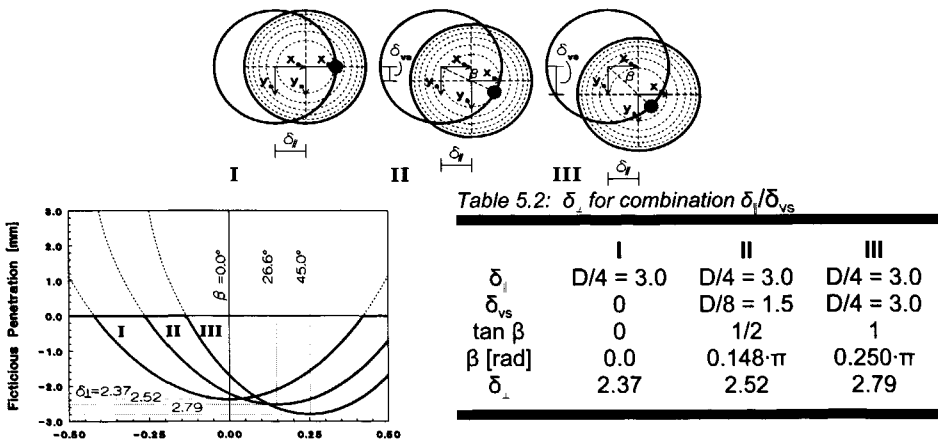 δvs
δvs
x
x
y
y
x
x
β
y
y
x
β
x
y
y
δ∥
δ∥
δ∥
I
II
III
Table 5.2: δ⊥ for combination δ∥/δvs
I II III
δ∥ D/4 = 3.0 D/4 = 3.0 D/4 = 3.0
δvs 0 D/8 = 1.5 D/4 = 3.0
tan β 0 1/2 1
β [rad] 0.0 0.148·π 0.250·π
δ⊥ 2.37 2.52 2.79
Ficticious Penetration [mm]
3.0
2.0
1.0
0.0
-1.0
-2.0
-3.0
β =0.0°
26.6°
45.0°
I II III
δ⊥=2.37
2.52
2.79
-0.50 -0.25 0.00 0.25 0.50